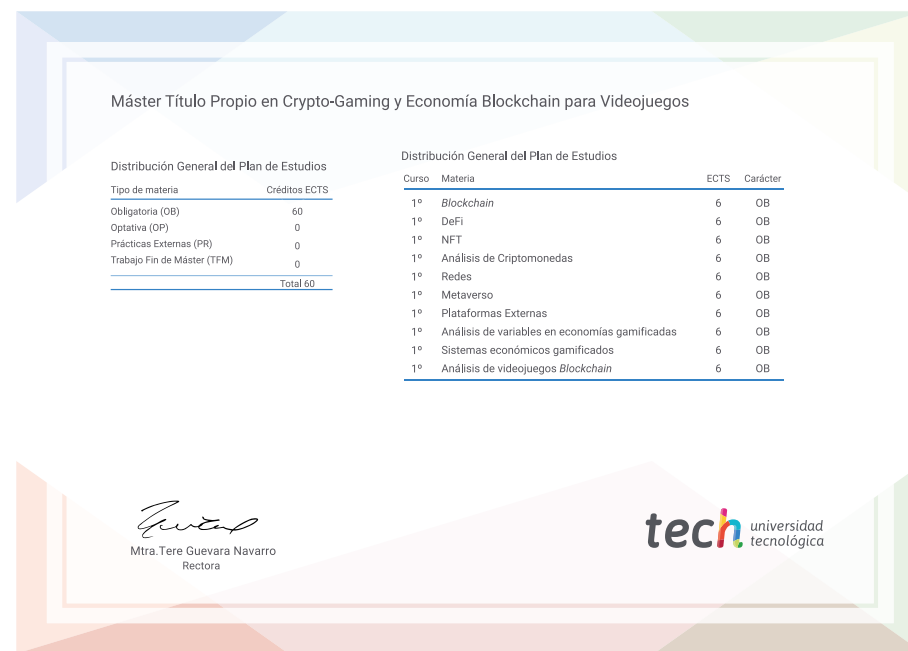 Máster Título Propio en Crypto-Gaming y Economía Blockchain para Videojuegos
Distribución General del Plan de Estudios
Tipo de materia Créditos ECTS
Obligatoria (OB) 60
Optativa (OP) 0
Prácticas Externas (PR) 0
Trabajo Fin de Máster (TFM) 0
Total 60
Distribución General del Plan de Estudios
Curso Materia ECTS Carácter
1º Blockchain 6 OB
1º DeFi 6 OB
1º NFT 6 OB
1º Análisis de Criptomonedas 6 OB
1º Redes 6 OB
1º Metaverso 6 OB
1º Plataformas Externas 6 OB
1º Análisis de variables en economías gamificadas 6 OB
1º Sistemas económicos gamificados 6 OB
1º Análisis de videojuegos Blockchain 6 OB
Mtra.Tere Guevara Navarro
Rectora
tech universidad
tecnológica